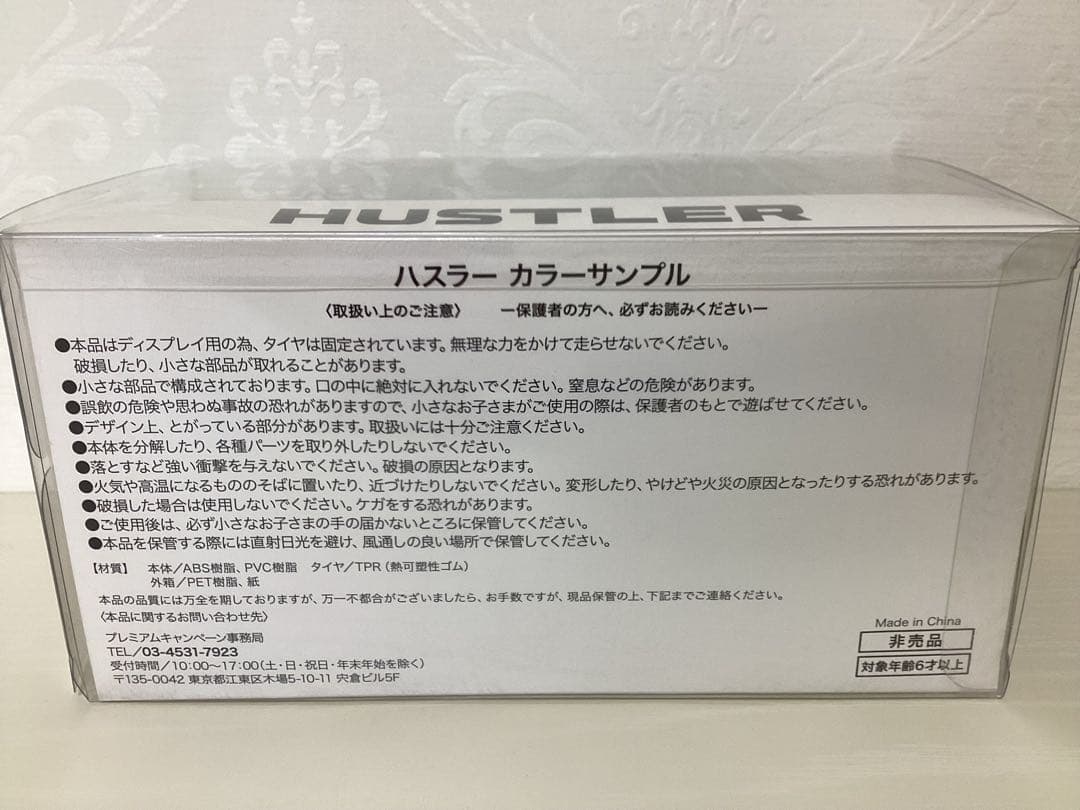 HUSTLER
ハスラー カラーサンプル
〈取扱い上のご注意〉 ー保護者の方へ、必ずお読みくださいー
●本品はディスプレイ用の為、タイヤは固定されています。無理な力をかけて走らせないでください。
破損したり、小さな部品が取れることがあります。
●小さな部品で構成されております。口の中に絶対に入れないでください。窒息などの危険があります。
●誤飲の危険や思わぬ事故の恐れがありますので、小さなお子さまがご使用の際は、保護者のもとで遊ばせてください。
●デザイン上、とがっている部分があります。取扱いには十分ご注意ください。
●本体を分解したり、各種パーツを取り外したりしないでください。
●落とすなど強い衝撃を与えないでください。破損の原因となります。
●火気や高温になるもののそばに置いたり、近づけたりしないでください。変形したり、やけどや火災の原因となったりする恐れがあります。
●破損した場合は使用しないでください。ケガをする恐れがあります。
●ご使用後は、必ず小さなお子さまの手の届かないところに保管してください。
●本品を保管する際には直射日光を避け、風通しの良い場所で保管してください。
【材質】 本体／ABS樹脂、PVC樹脂 タイヤ／TPR（熱可塑性ゴム）
外箱／PET樹脂、紙
本品の品質には万全を期しておりますが、万一不都合がございましたら、お手数ですが、現品保管の上、下記までご連絡ください。
〈本品に関するお問い合わせ先〉
プレミアムキャンペーン事務局
TEL／03-4531-7923
受付時間／10:00〜17:00（土・日・祝日・年末年始を除く）
〒135-0042 東京都江東区木場5-10-11 宍倉ビル5F
Made in China
非売品
対象年齢6才以上